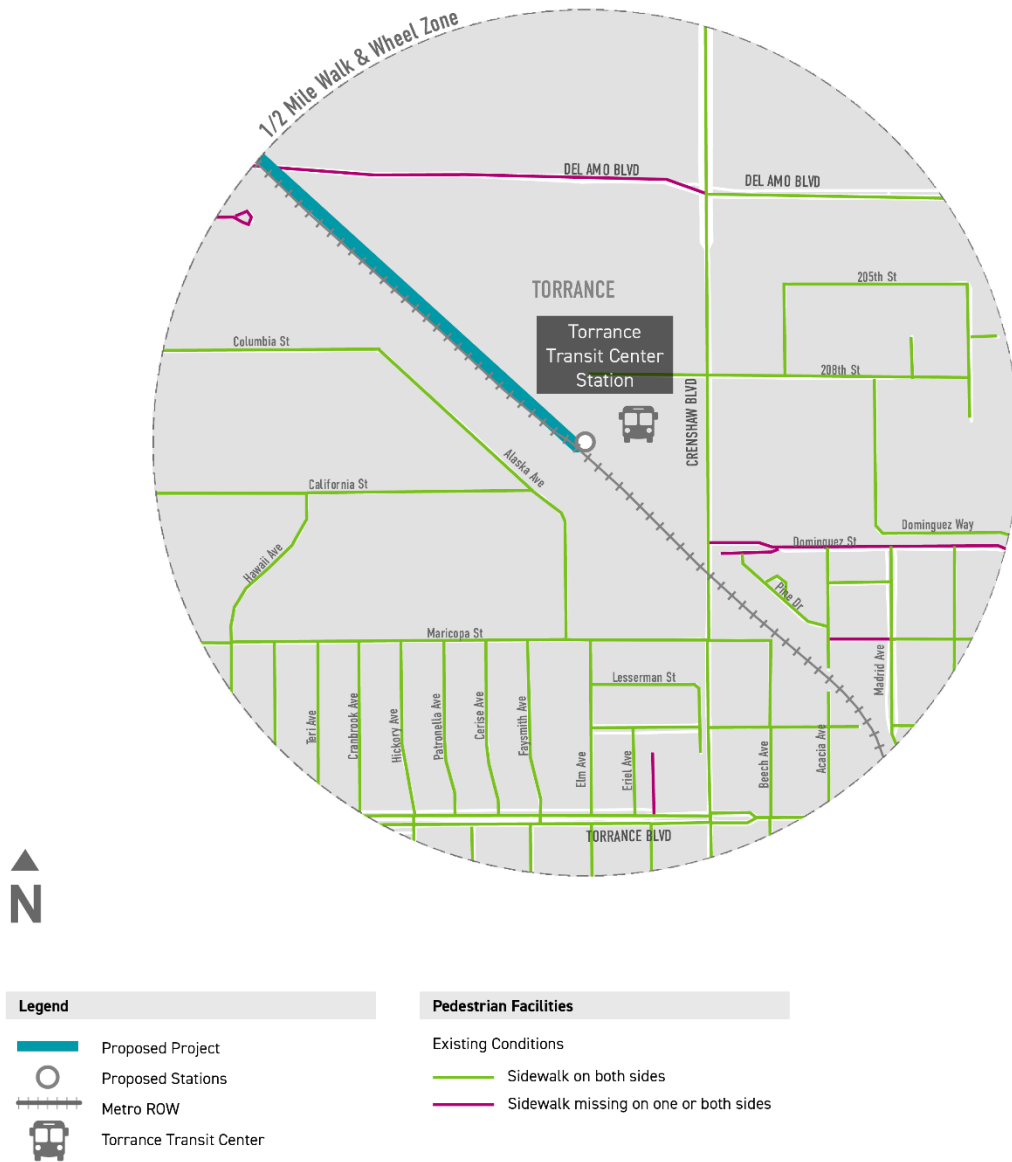 1/2 Mile Walk & Wheel Zone
DEL AMO BLVD
DEL AMO BLVD
205th St
TORRANCE
Torrance
Transit Center
Station
Columbia St
208th St
CRENSHAW BLVD
Alaska Ave
California St
Dominguez Way
Dominguez St
Hawaii Ave
Pine Dr
Maricopa St
Madrid Ave
Lesserman St
Teri Ave
Cranbrook Ave
Hickory Ave
Patronella Ave
Cerise Ave
Faysmith Ave
Elm Ave
Eriel Ave
Beech Ave
Acacia Ave
TORRANCE BLVD
N
Legend
Proposed Project
Proposed Stations
Metro ROW
Torrance Transit Center
Pedestrian Facilities
Existing Conditions
Sidewalk on both sides
Sidewalk missing on one or both sides